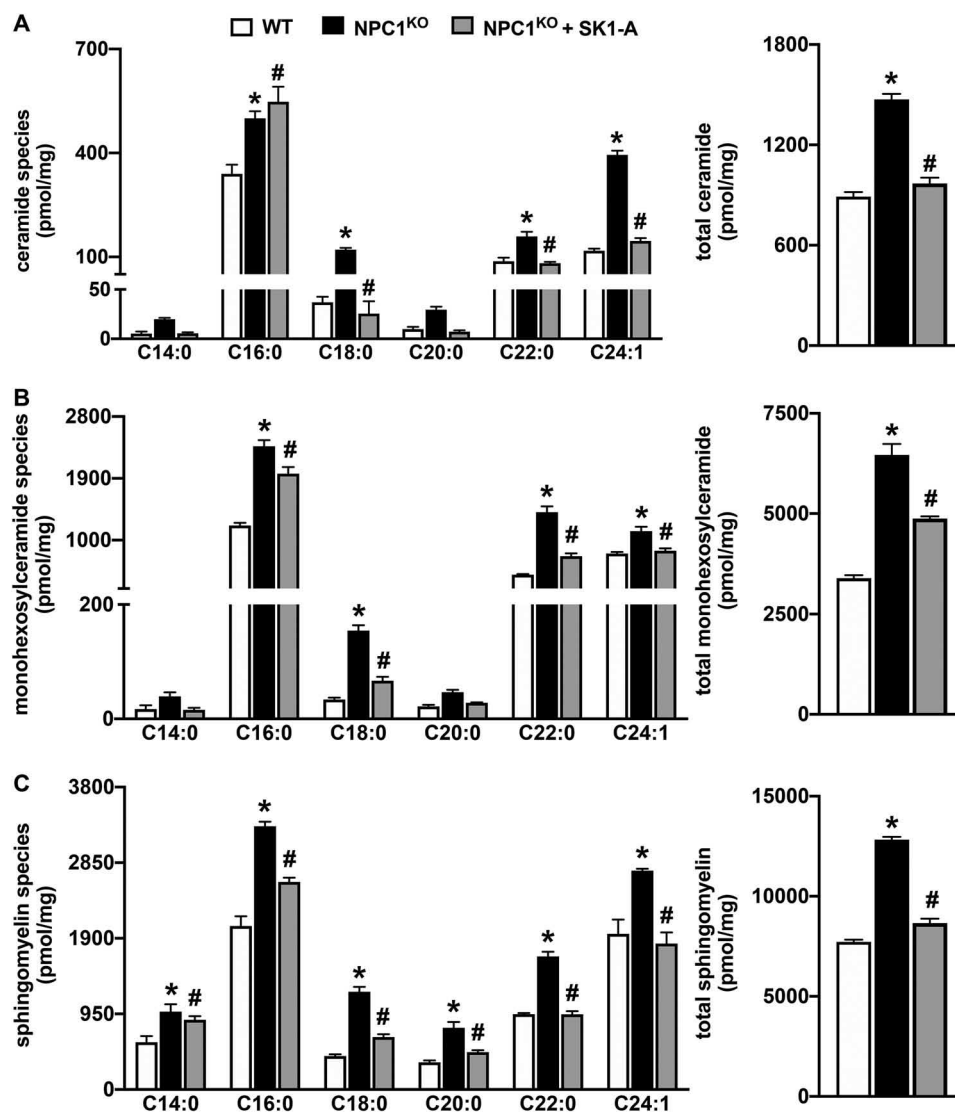 A
WT NPC1KO NPC1KO + SK1-A
ceramide species
(pmol/mg)
700
400
100
50
0
* # * # * # * #
C14:0 C16:0 C18:0 C20:0 C22:0 C24:1
total ceramide
(pmol/mg)
1800
1200
600
0
* #
B
monohexosylceramide species
(pmol/mg)
2800
1900
1000
200
0
* # * # * # * #
C14:0 C16:0 C18:0 C20:0 C22:0 C24:1
total monohexosylceramide
(pmol/mg)
7500
5000
2500
0
* #
C
sphingomyelin species
(pmol/mg)
3800
2850
1900
950
0
* # * # * # * # * # * #
C14:0 C16:0 C18:0 C20:0 C22:0 C24:1
total sphingomyelin
(pmol/mg)
15000
10000
5000
0
* #